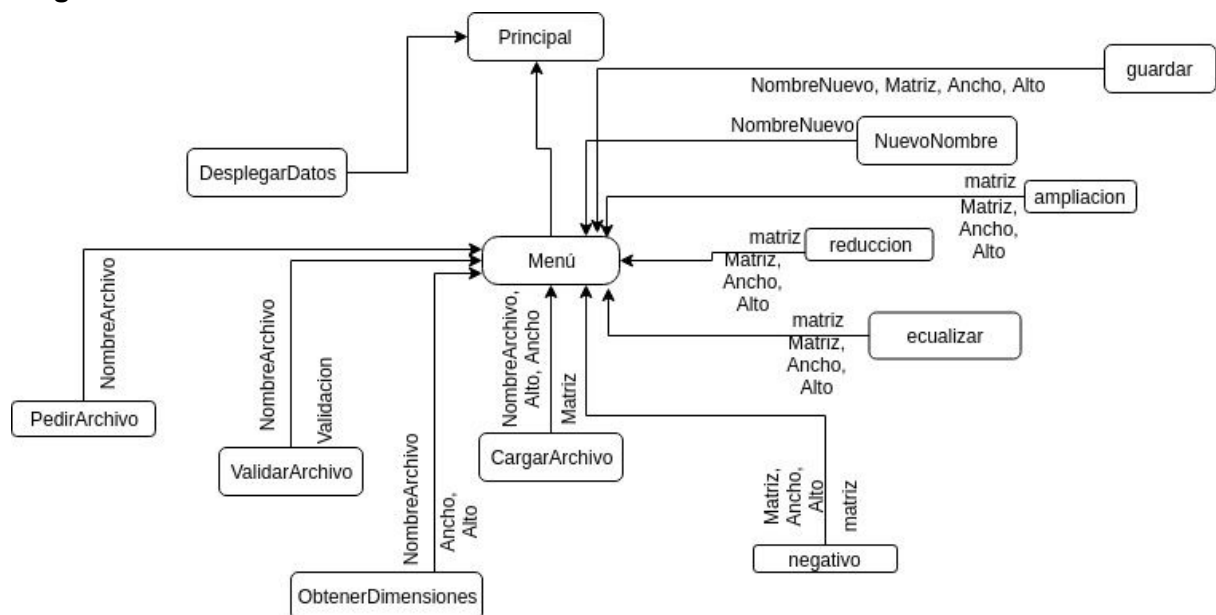 Principal
guardar
NombreNuevo, Matriz, Ancho, Alto
NombreNuevo
NuevoNombre
DesplegarDatos
matriz
ampliacion
Matriz,
Ancho,
Alto
matriz
reduccion
Menú
Matriz,
Ancho,
Alto
matriz
ecualizar
Matriz,
Ancho,
Alto
NombreArchivo
PedirArchivo
NombreArchivo
Validacion
ValidarArchivo
NombreArchivo
Ancho,
Alto
ObtenerDimensiones
NombreArchivo,
Alto, Ancho
Matriz
CargarArchivo
Matriz,
Ancho,
Alto
matriz
negativo